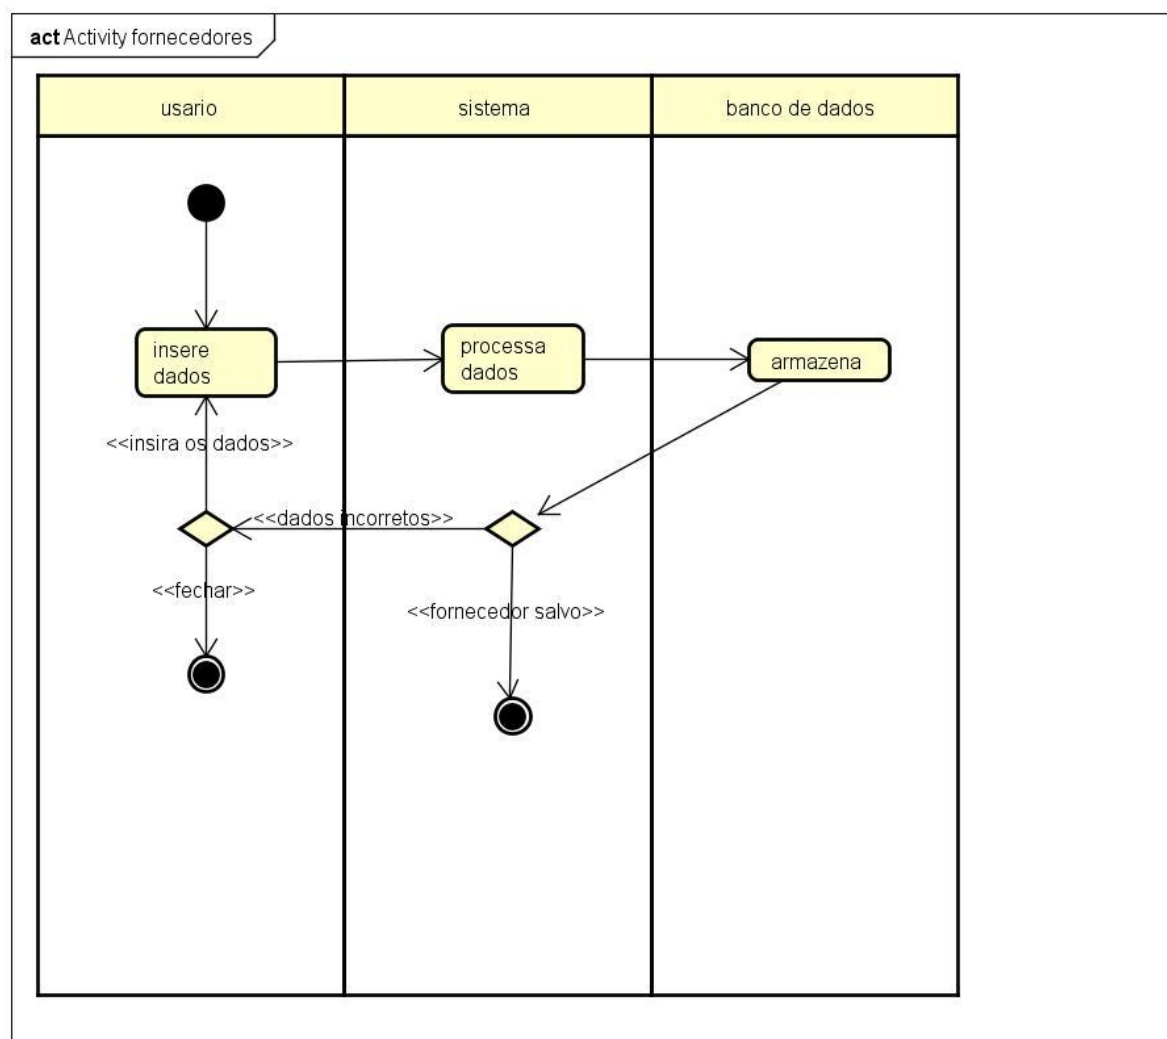 act Activity fornecedores
usario
sistema
banco de dados
insere
dados
processa
dados
armazena
<<insira os dados>>
<<dados incorretos>>
<<fechar>>
<<fornecedor salvo>>